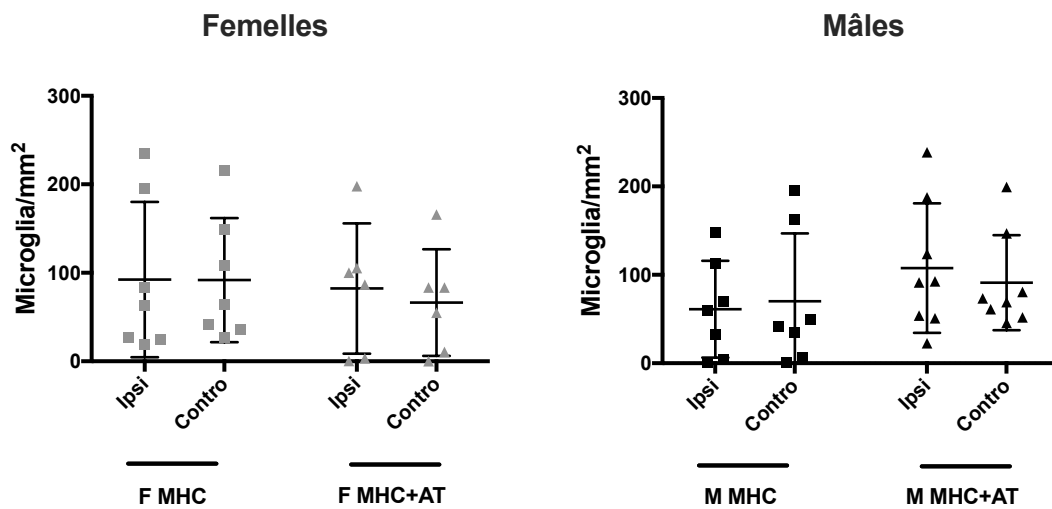 Femelles
Microglia/mm²
300
200
100
0
Ipsi
Contro
Ipsi
Contro
F MHC
F MHC+AT
Mâles
Microglia/mm²
300
200
100
0
Ipsi
Contro
Ipsi
Contro
M MHC
M MHC+AT